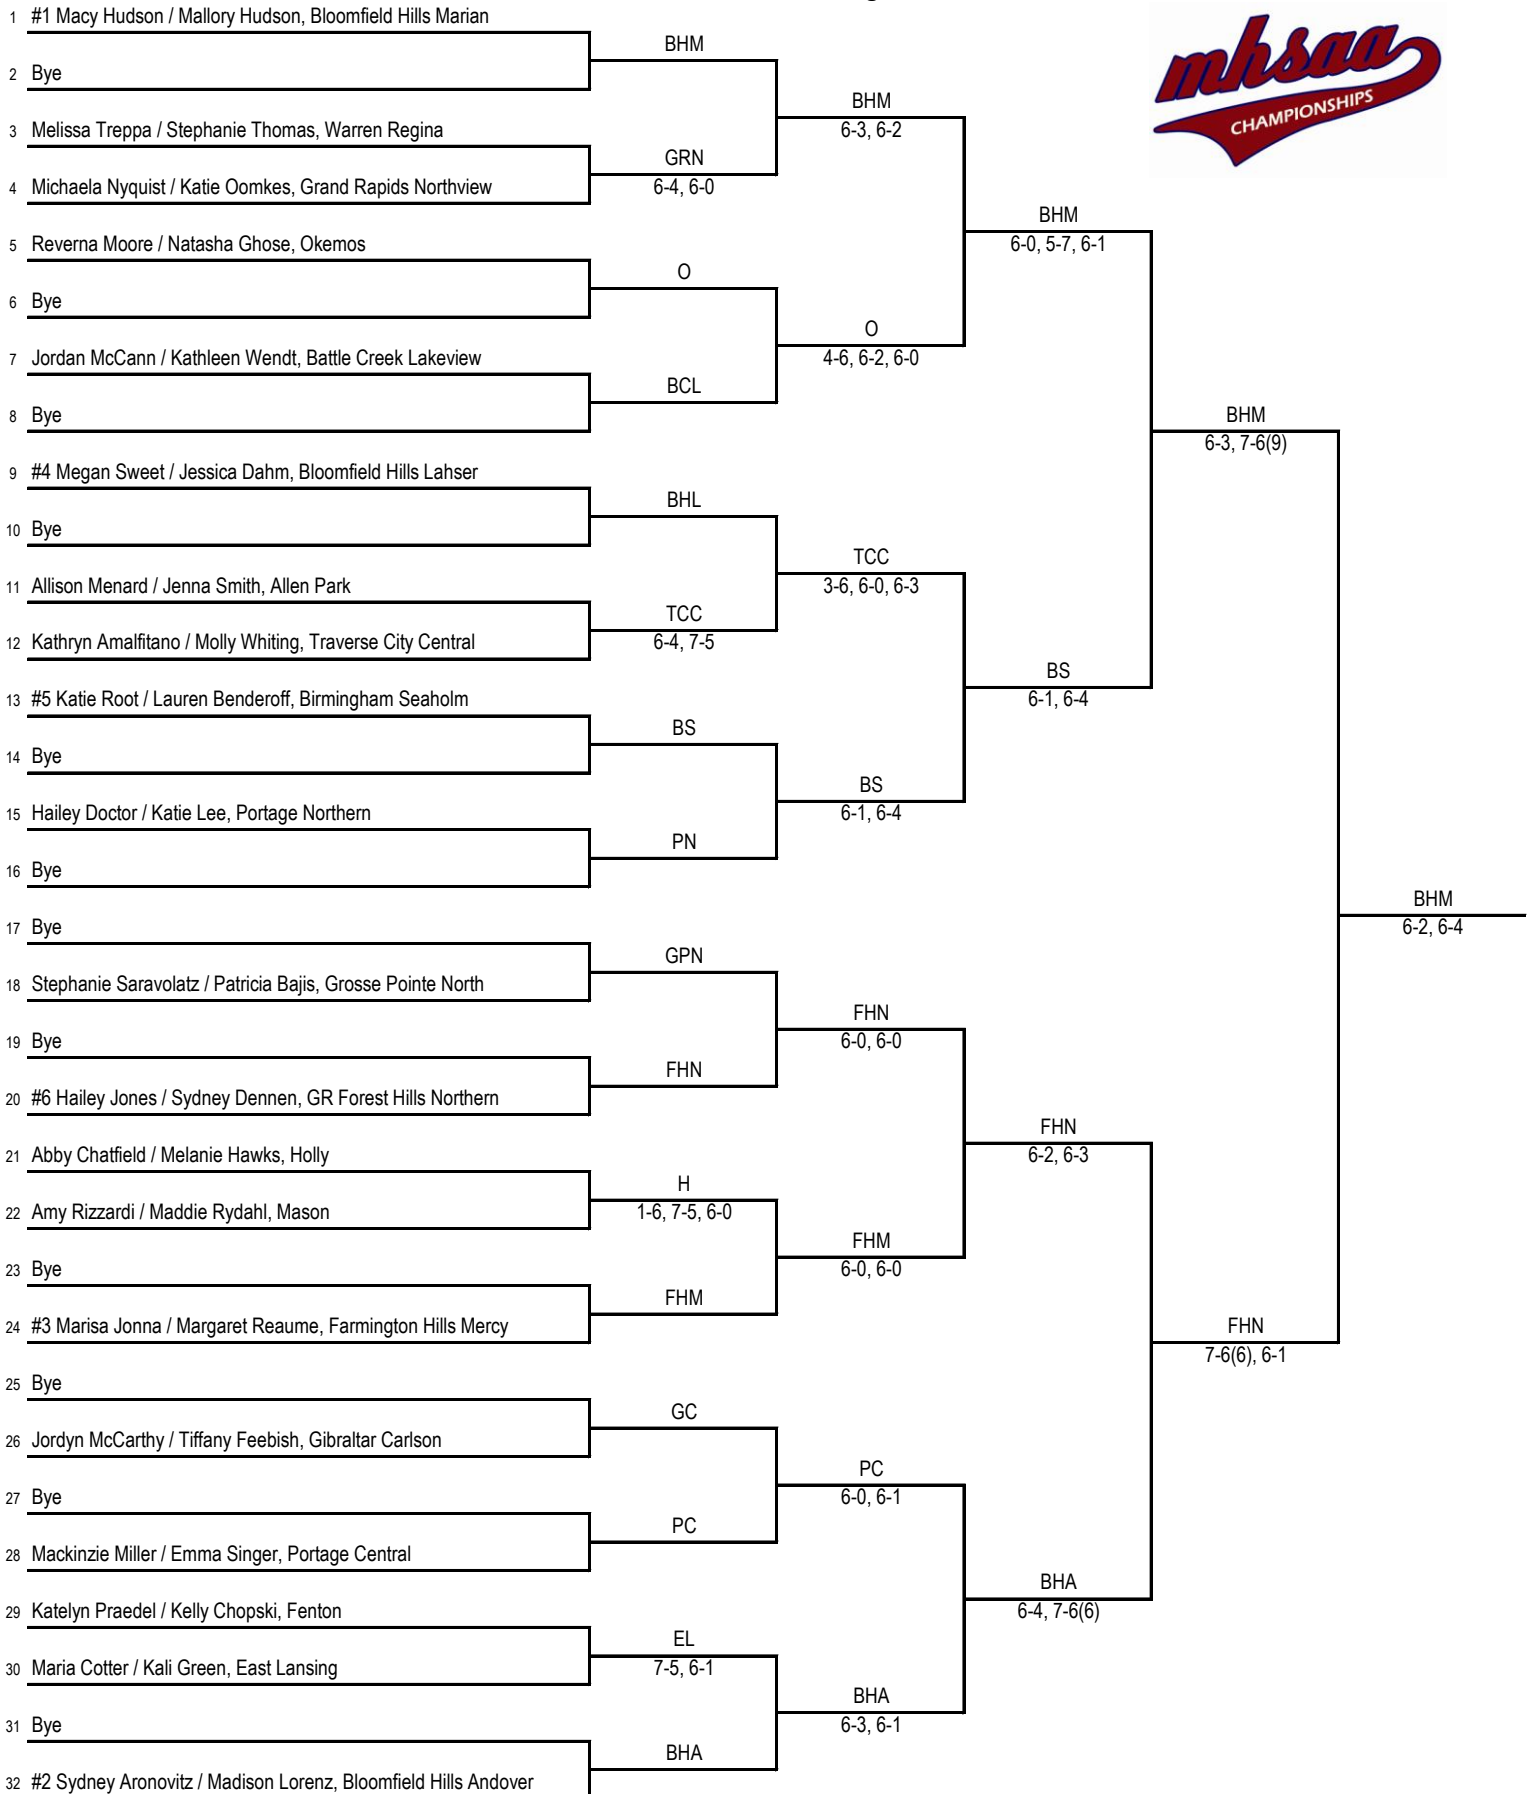 1 #1 Macy Hudson / Mallory Hudson, Bloomfield Hills Marian
2 Bye
3 Melissa Treppa / Stephanie Thomas, Warren Regina
4 Michaela Nyquist / Katie Oomkes, Grand Rapids Northview
5 Reverna Moore / Natasha Ghose, Okemos
6 Bye
7 Jordan McCann / Kathleen Wendt, Battle Creek Lakeview
8 Bye
9 #4 Megan Sweet / Jessica Dahm, Bloomfield Hills Lahser
10 Bye
11 Allison Menard / Jenna Smith, Allen Park
12 Kathryn Amalfitano / Molly Whiting, Traverse City Central
13 #5 Katie Root / Lauren Benderoff, Birmingham Seaholm
14 Bye
15 Hailey Doctor / Katie Lee, Portage Northern
16 Bye
17 Bye
18 Stephanie Saravolatz / Patricia Bajis, Grosse Pointe North
19 Bye
20 #6 Hailey Jones / Sydney Dennen, GR Forest Hills Northern
21 Abby Chatfield / Melanie Hawks, Holly
22 Amy Rizzardi / Maddie Rydahl, Mason
23 Bye
24 #3 Marisa Jonna / Margaret Reaume, Farmington Hills Mercy
25 Bye
26 Jordyn McCarthy / Tiffany Feebish, Gibraltar Carlson
27 Bye
28 Mackinzie Miller / Emma Singer, Portage Central
29 Katelyn Praedel / Kelly Chopski, Fenton
30 Maria Cotter / Kali Green, East Lansing
31 Bye
32 #2 Sydney Aronovitz / Madison Lorenz, Bloomfield Hills Andover
BHM
GRN
6-4, 6-0
O
BCL
BHL
TCC
6-4, 7-5
BS
PN
GPN
FHN
H
1-6, 7-5, 6-0
FHM
GC
PC
EL
7-5, 6-1
BHA
BHM
6-3, 6-2
O
4-6, 6-2, 6-0
TCC
3-6, 6-0, 6-3
BS
6-1, 6-4
FHN
6-0, 6-0
FHM
6-0, 6-0
PC
6-0, 6-1
BHA
6-3, 6-1
BHM
6-0, 5-7, 6-1
BS
6-1, 6-4
FHN
6-2, 6-3
BHA
6-4, 7-6(6)
BHM
6-3, 7-6(9)
FHN
7-6(6), 6-1
BHM
6-2, 6-4
mhsaa
CHAMPIONSHIPS